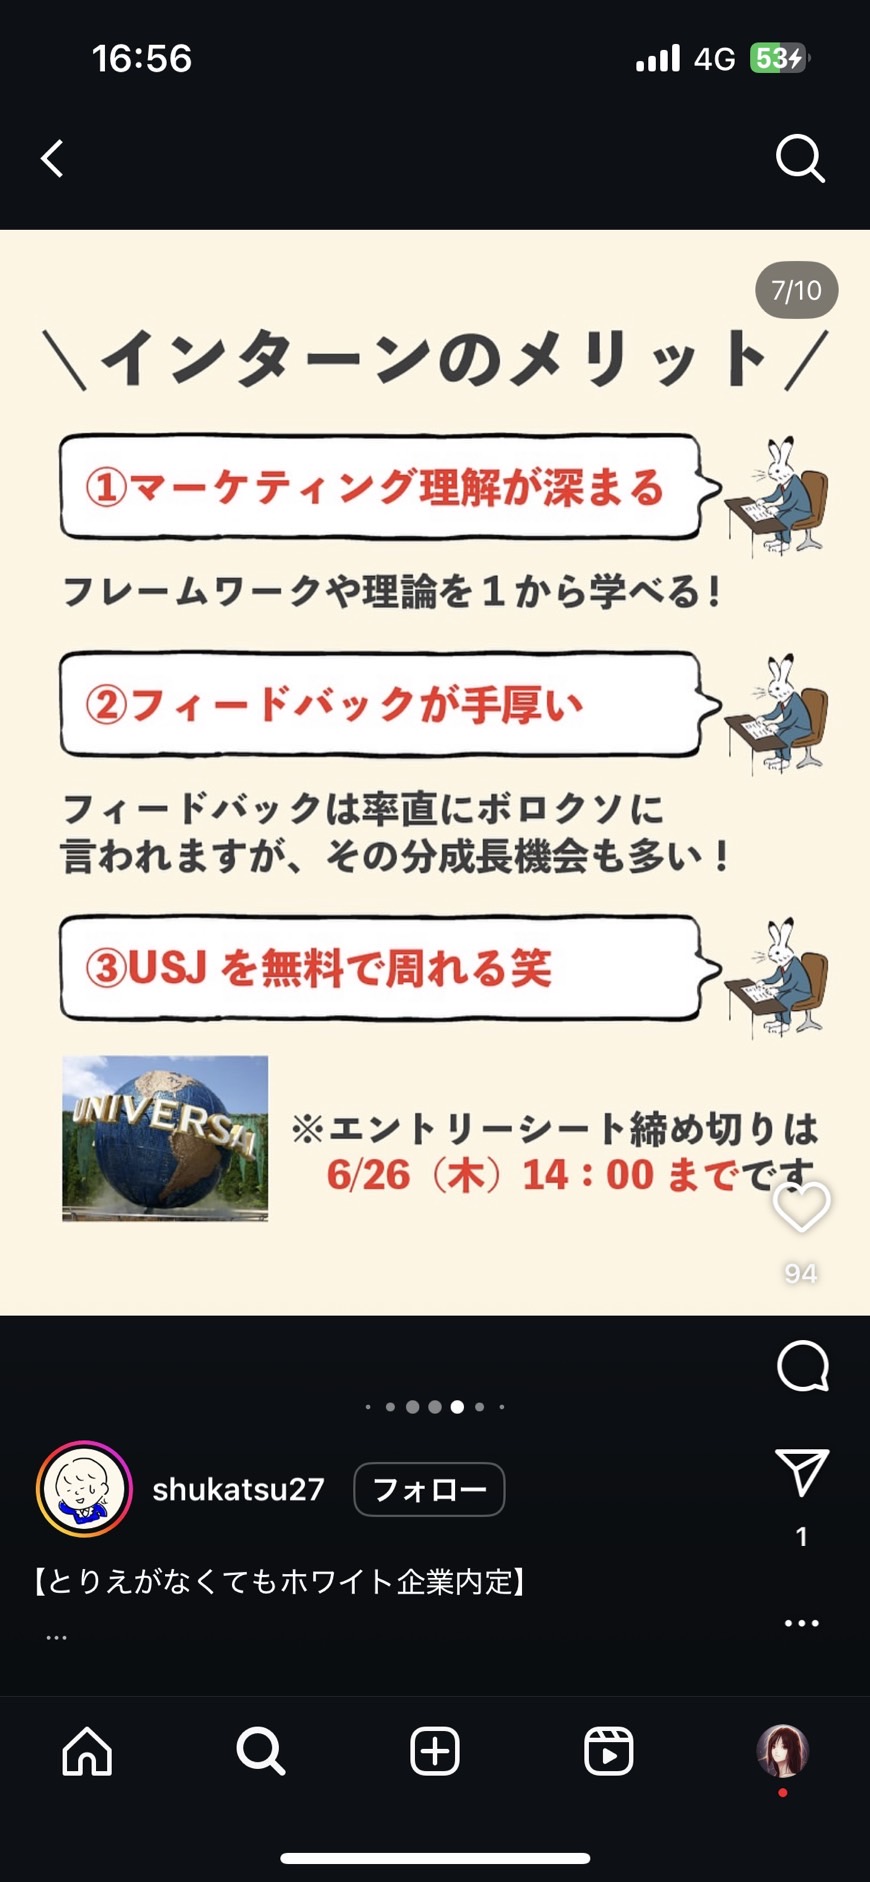 16:56
4G
53
7/10
＼インターンのメリット／
①マーケティング理解が深まる
フレームワークや理論を１から学べる！
②フィードバックが手厚い
フィードバックは率直にボロクソに
言われますが、その分成長機会も多い！
③USJ を無料で周れる笑
UNIVERSAL
※エントリーシート締め切りは
6/26（木）14：00 までです
94
shukatsu27
フォロー
1
【とりえがなくてもホワイト企業内定】
...